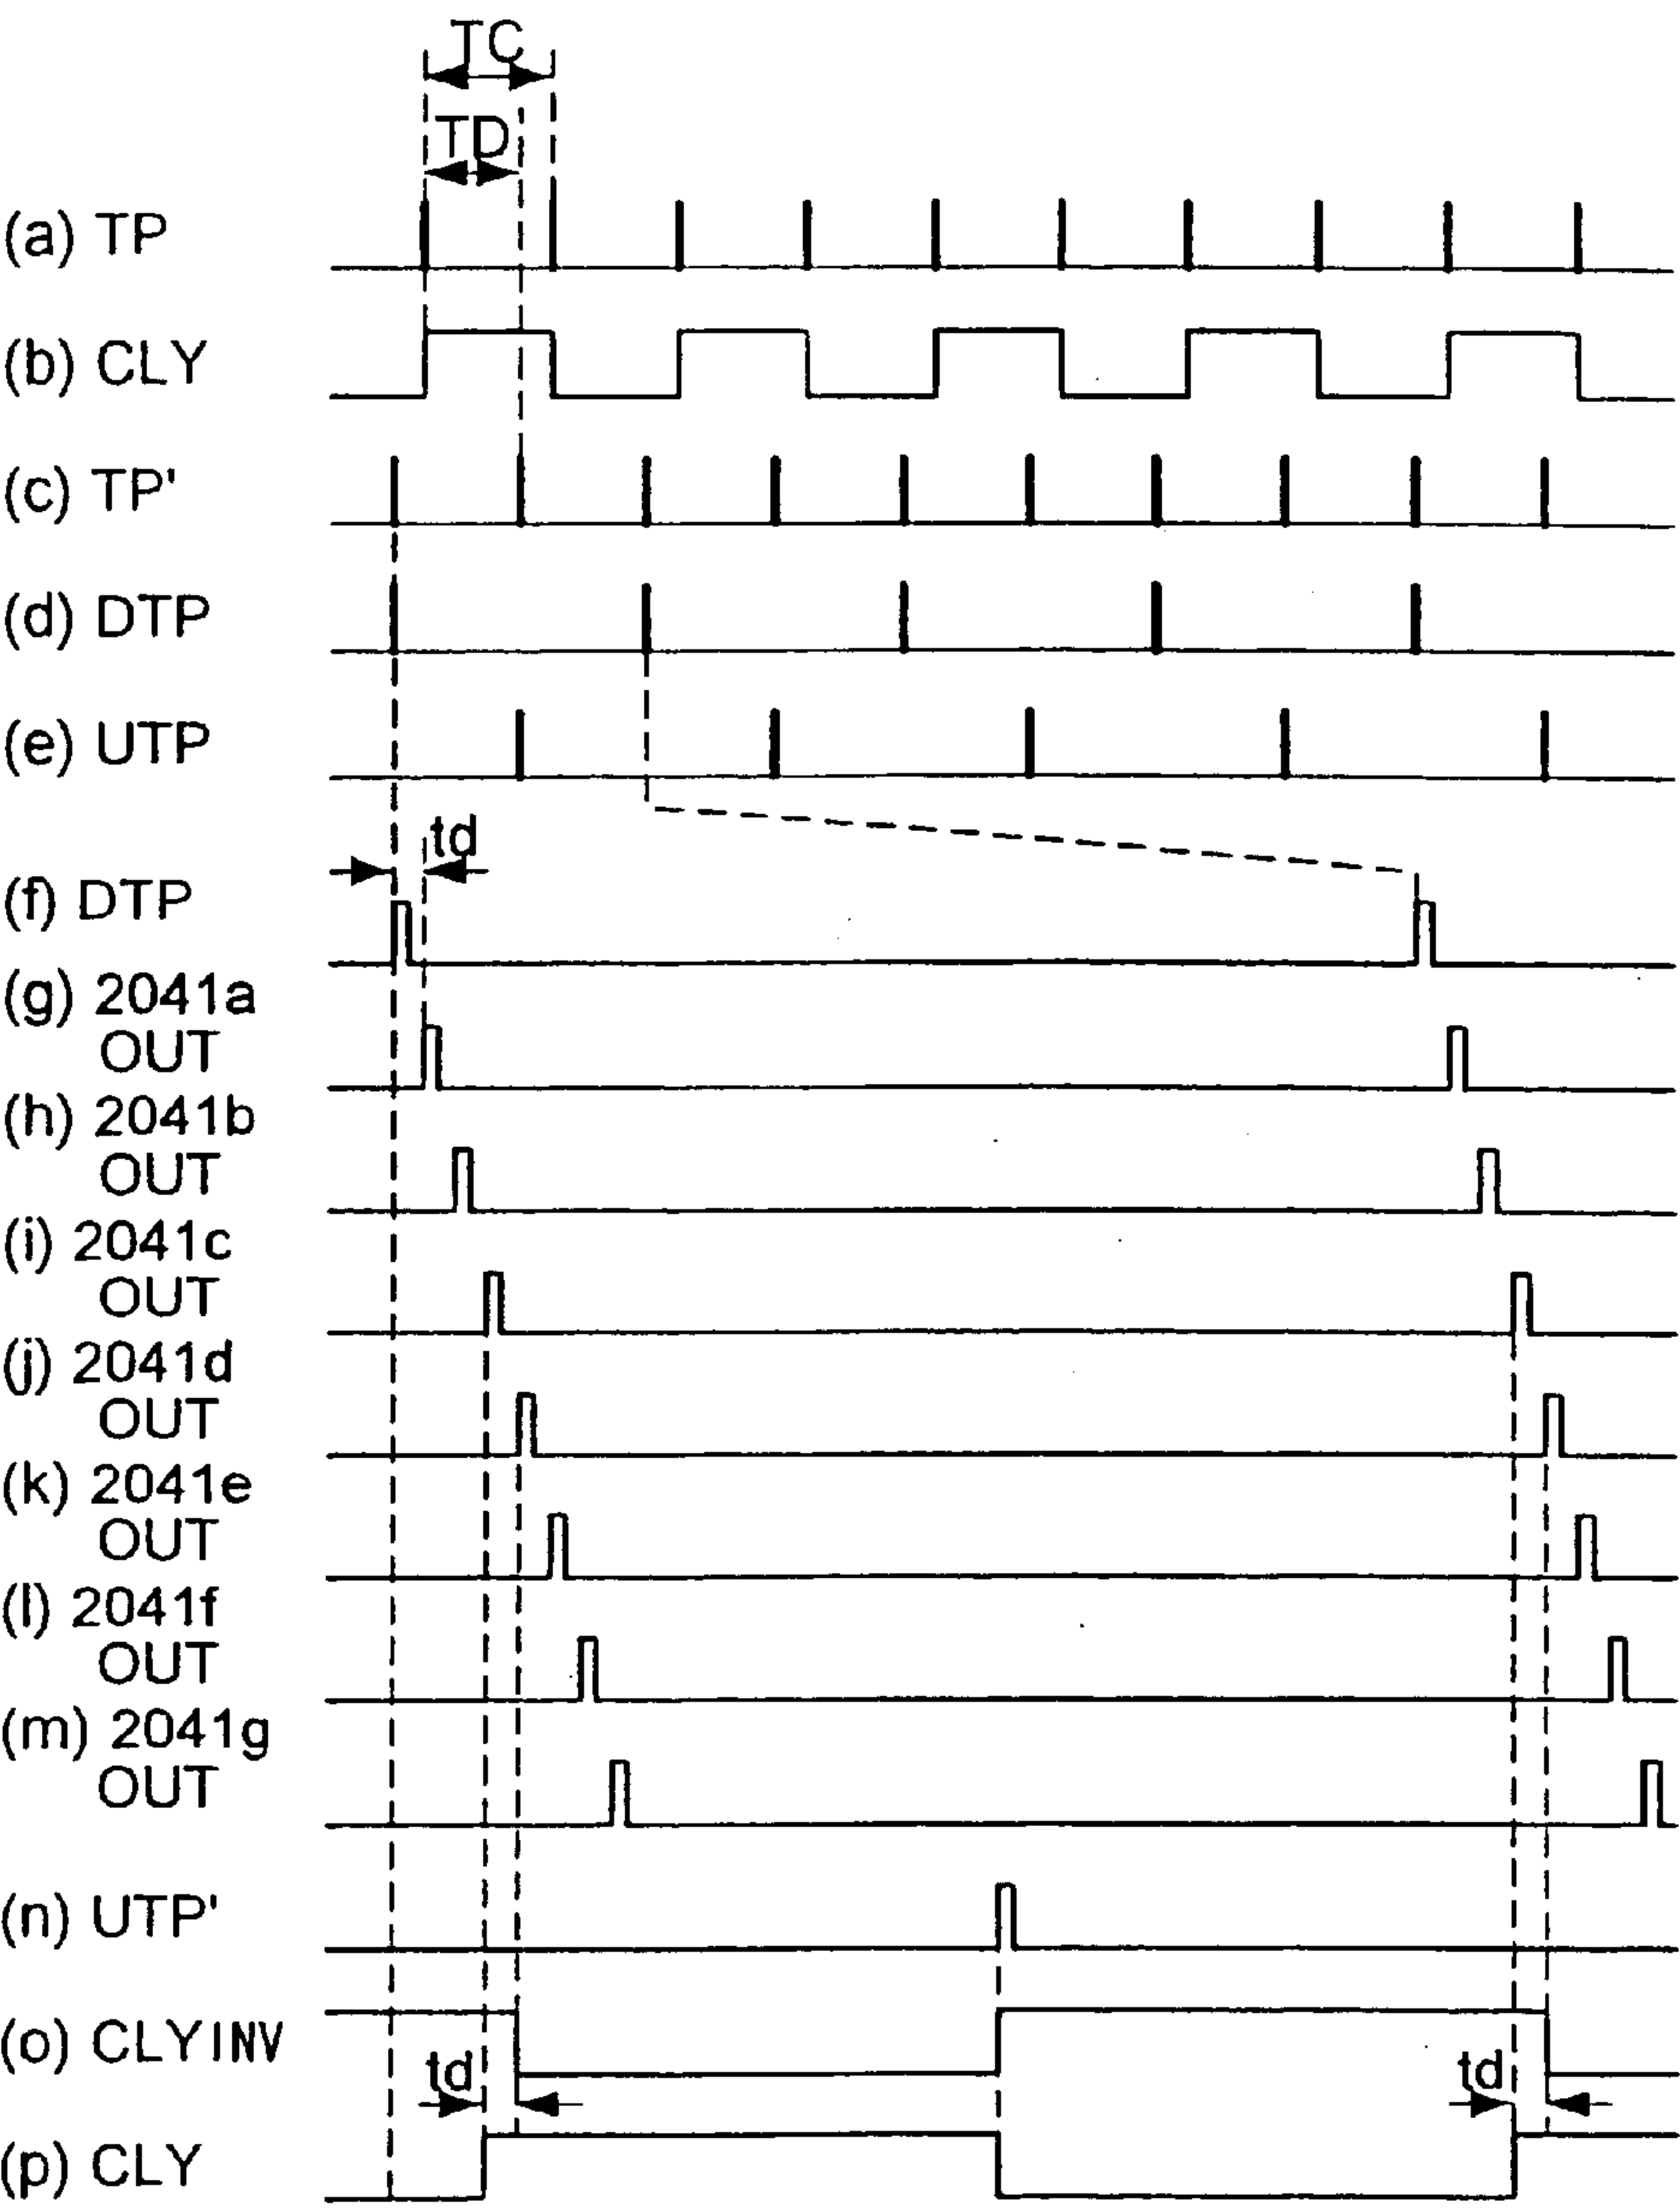 TC
TD
(a) TP
(b) CLY
(c) TP'
(d) DTP
(e) UTP
td
(f) DTP
(g) 2041a
OUT
(h) 2041b
OUT
(i) 2041c
OUT
(j) 2041d
OUT
(k) 2041e
OUT
(l) 2041f
OUT
(m) 2041g
OUT
(n) UTP'
(o) CLYINV
td td
(p) CLY